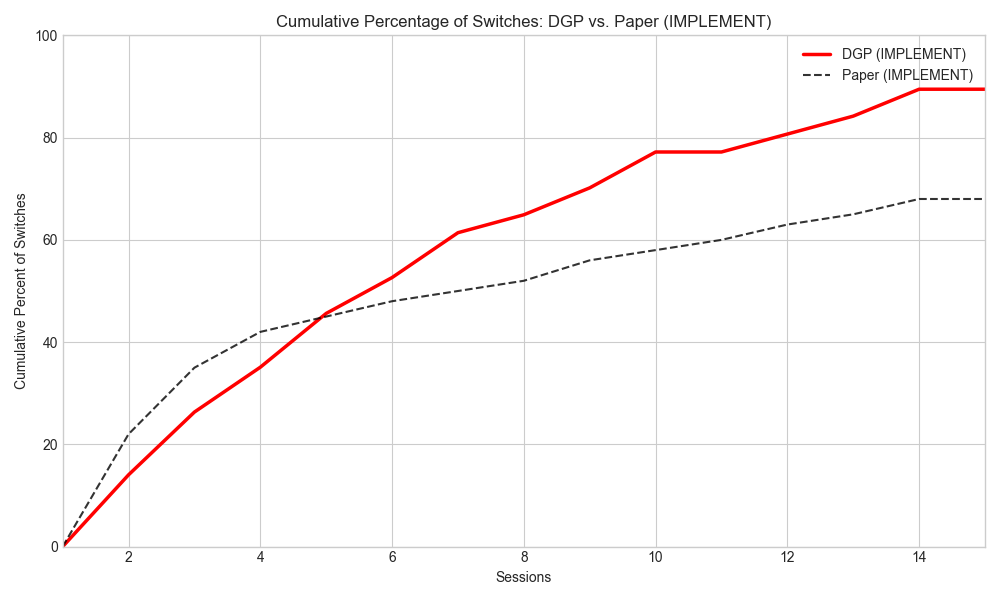 Cumulative Percentage of Switches: DGP vs. Paper (IMPLEMENT)
DGP (IMPLEMENT)
Paper (IMPLEMENT)
Cumulative Percent of Switches
100
80
60
40
20
0
2 4 6 8 10 12 14
Sessions